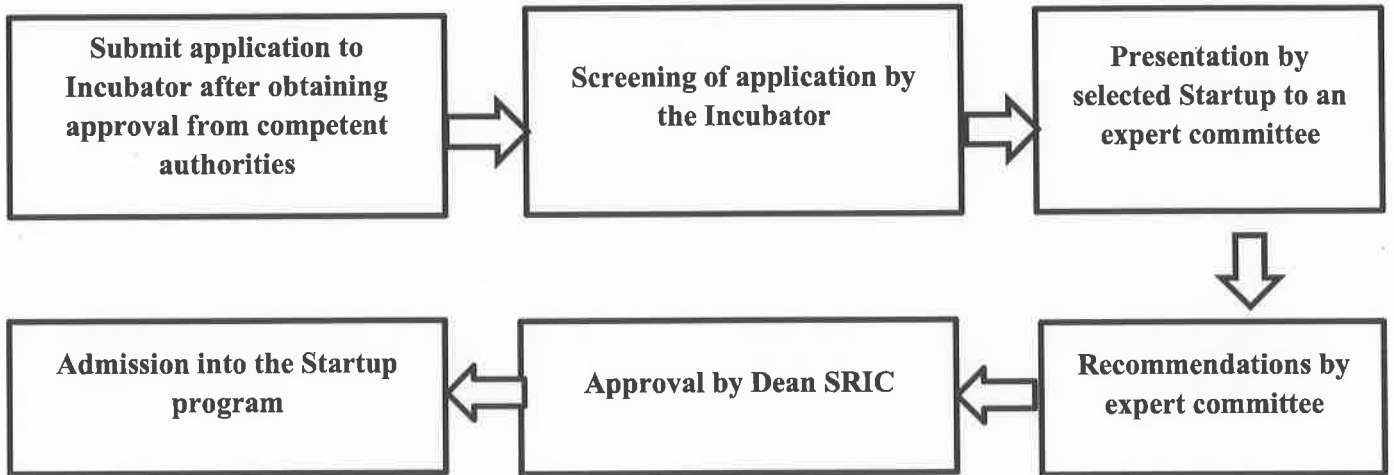 Submit application to
Incubator after obtaining
approval from competent
authorities
Screening of application by
the Incubator
Presentation by
selected Startup to an
expert committee
Recommendations by
expert committee
Approval by Dean SRIC
Admission into the Startup
program